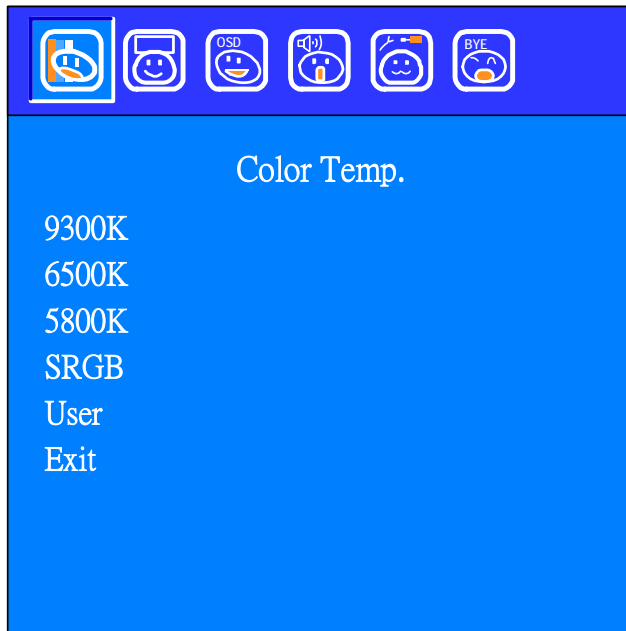 OSD BYE
Color Temp.
9300K
6500K
5800K
SRGB
User
Exit